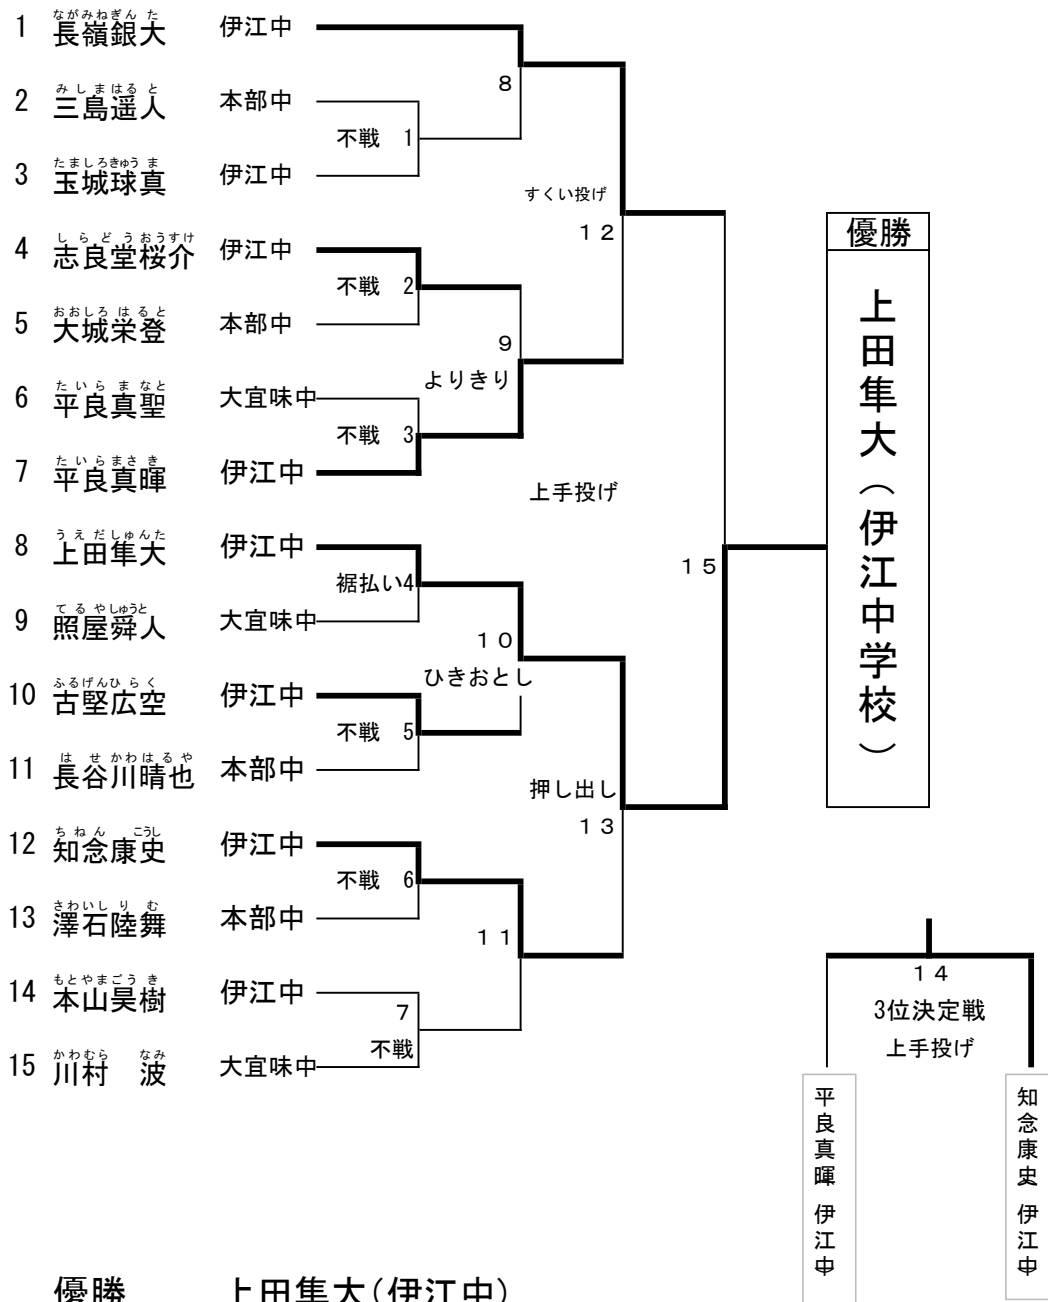 ながみねぎん た
1 長嶺銀大 伊江中
8
みしまはる と
2 三島遥人 本部中
不戦 1
たましろきゅう ま
3 玉城球真 伊江中
すくい投げ
12
しらどうおうすけ
4 志良堂桜介 伊江中
不戦 2
おおしろ はると
5 大城栄登 本部中
9
よりきり
たいら ま なと
6 平良真聖 大宜味中
不戦 3
たいらまさ き
7 平良真暉 伊江中
上手投げ
うえだしゅんた
8 上田隼大 伊江中
裾払い4
15
てるやしゅうと
9 照屋舜人 大宜味中
10
ひきおとし
ふるげんひらく
10 古堅広空 伊江中
不戦 5
はせかわはるや
11 長谷川晴也 本部中
押し出し
13
ちねん こうし
12 知念康史 伊江中
不戦 6
さわいし り む
13 澤石陸舞 本部中
11
もとやまごう き
14 本山昊樹 伊江中
7
不戦
かわむら なみ
15 川村 波 大宜味中
優勝
上田隼大(伊江中学校)
14
3位決定戦
上手投げ
平良真暉 伊江中
知念康史 伊江中
優勝 上田隼大(伊江中)